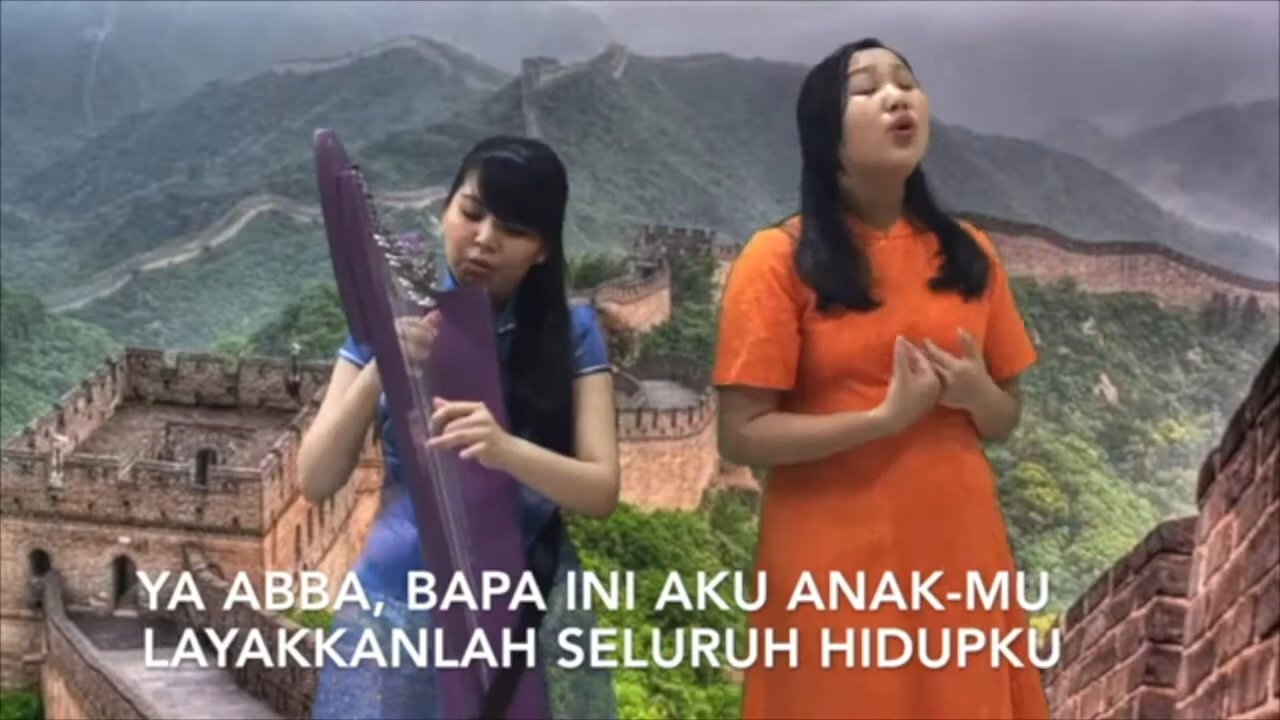 YA ABBA, BAPA INI AKU ANAK-MU
LAYAKKANLAH SELURUH HIDUPKU